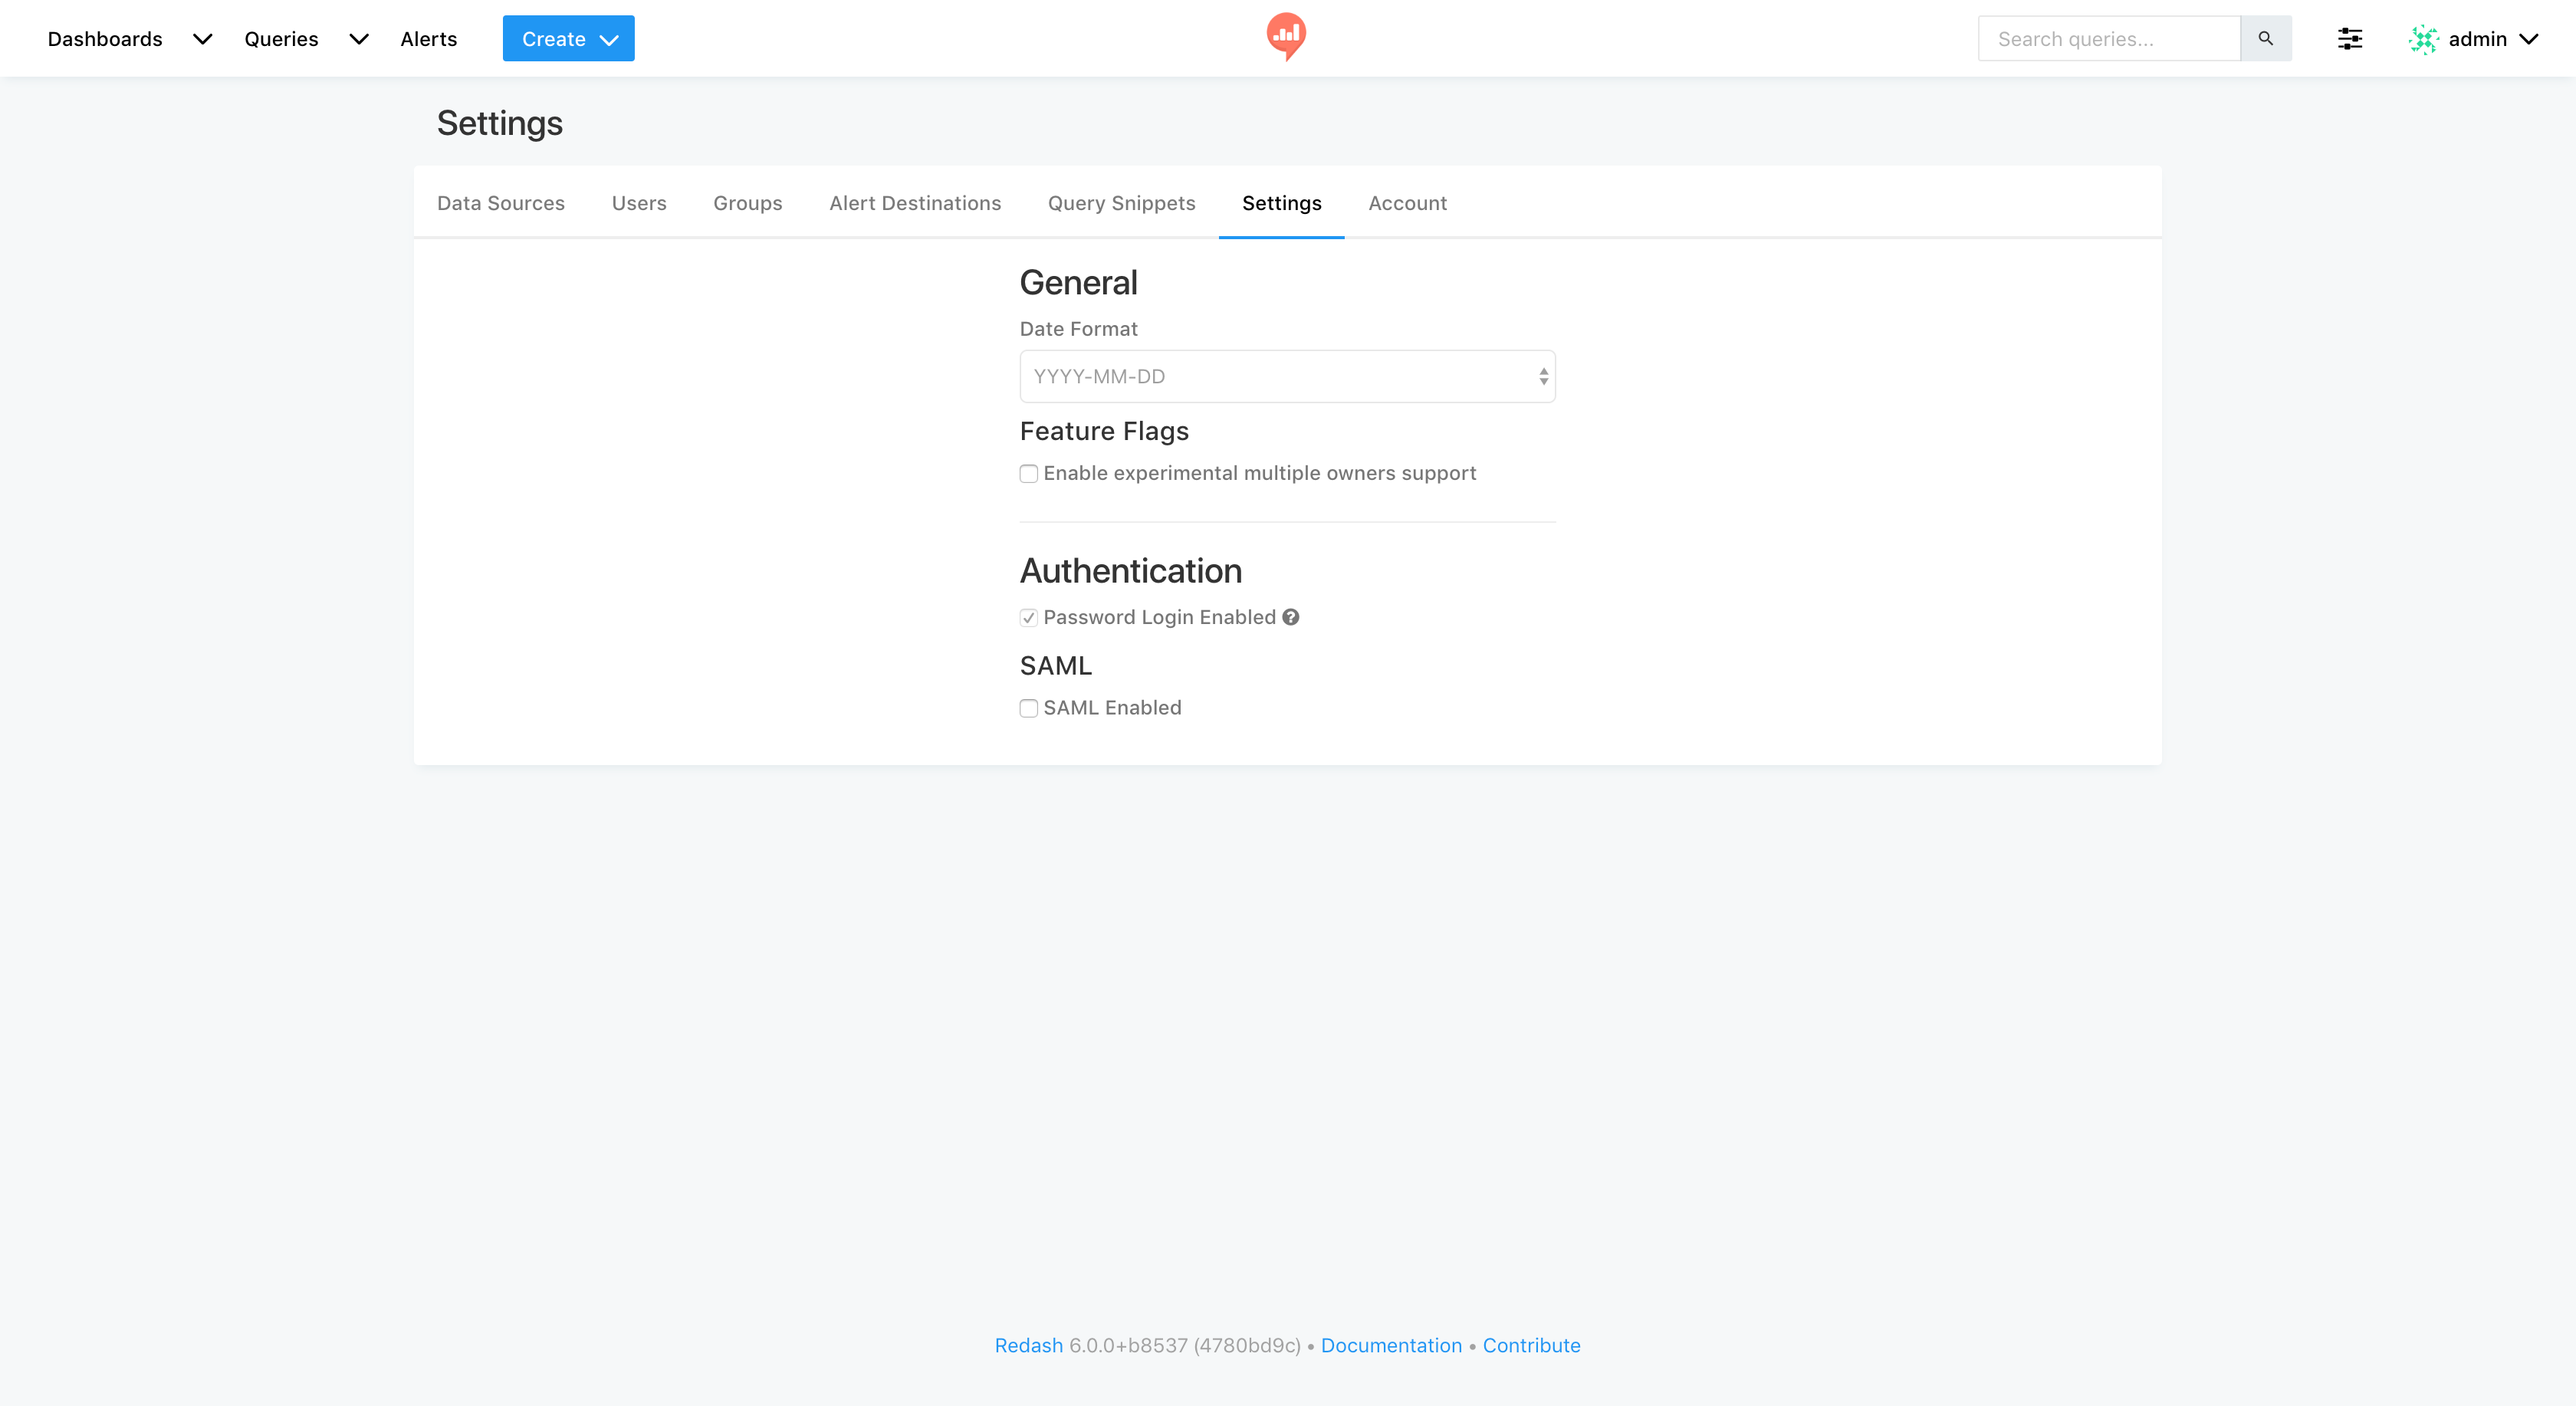 Dashboards Queries Alerts Create Search queries... admin
Settings
Data Sources Users Groups Alert Destinations Query Snippets Settings Account
General
Date Format
YYYY-MM-DD
Feature Flags
Enable experimental multiple owners support
Authentication
Password Login Enabled
SAML
SAML Enabled
Redash 6.0.0+b8537 (4780bd9c) • Documentation • Contribute